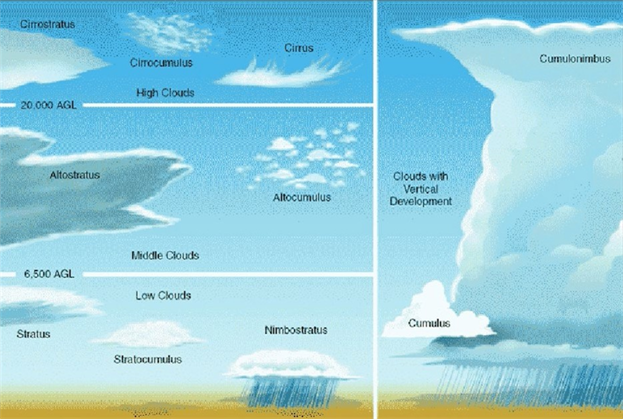 Cirrostratus
Cirrocumulus
Cirrus
High Clouds
20,000 AGL
Altostratus
Altocumulus
Middle Clouds
6,500 AGL
Low Clouds
Stratus
Stratocumulus
Nimbostratus
Cumulonimbus
Clouds with
Vertical
Development
Cumulus